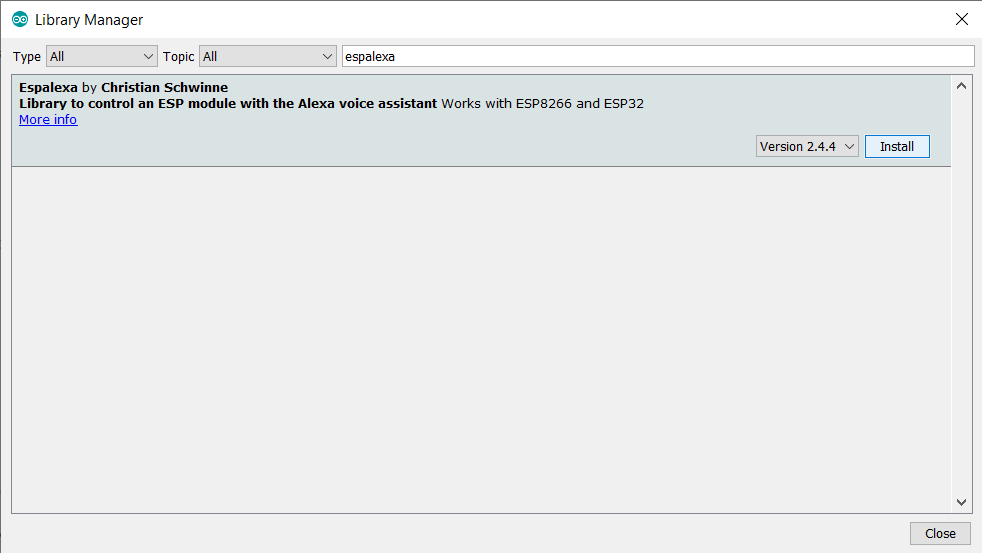 Library Manager
Type All Topic All espalexa
Espalexa by Christian Schwinne
Library to control an ESP module with the Alexa voice assistant Works with ESP8266 and ESP32
More info
Version 2.4.4 Install
Close